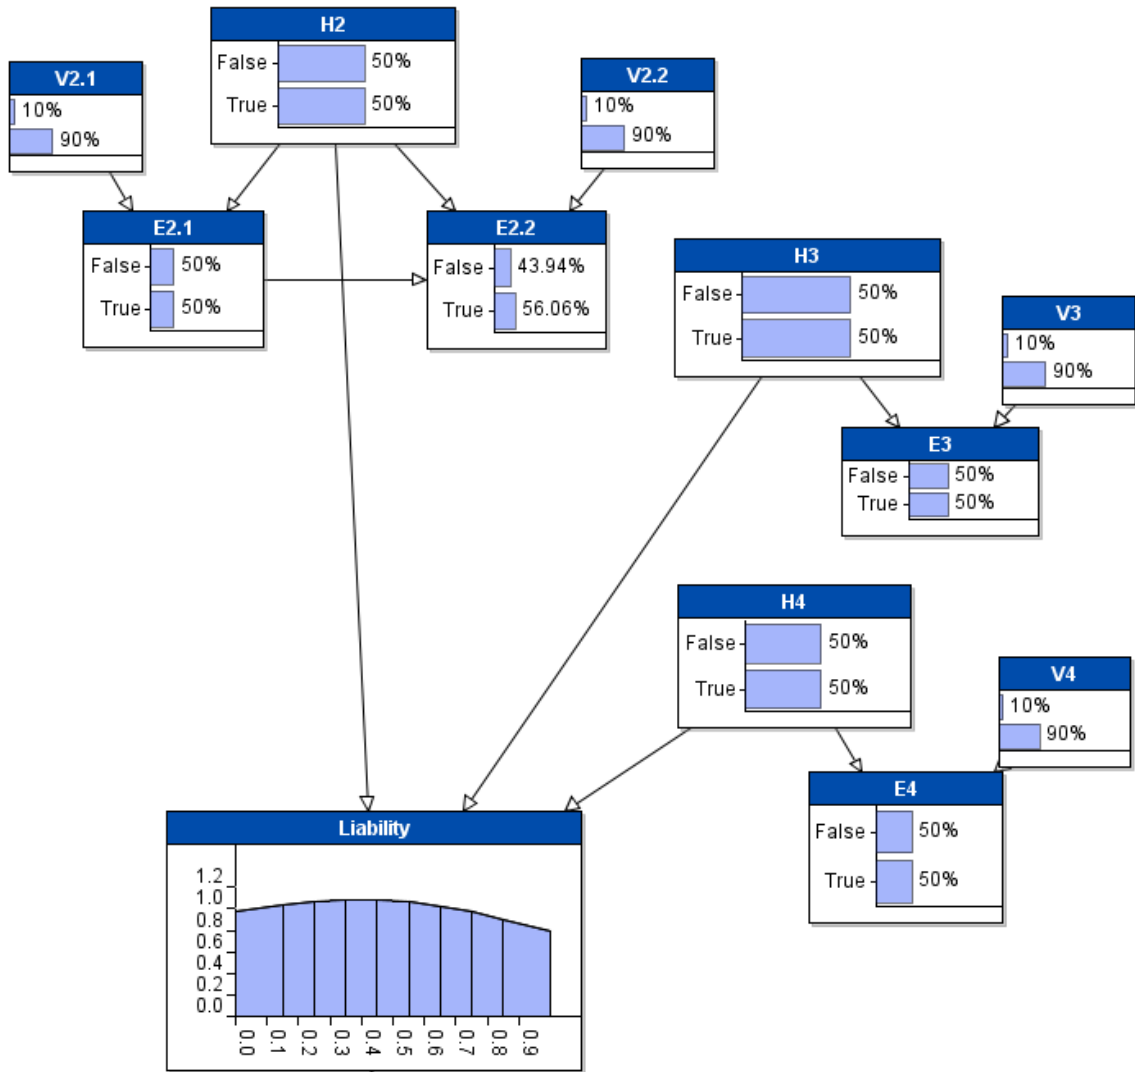 H2
False 50%
True 50%
V2.1
10%
90%
V2.2
10%
90%
E2.1
False 50%
True 50%
E2.2
False 43.94%
True 56.06%
H3
False 50%
True 50%
V3
10%
90%
E3
False 50%
True 50%
H4
False 50%
True 50%
V4
10%
90%
E4
False 50%
True 50%
Liability
1.2
1.0
0.8
0.6
0.4
0.2
0.0
0.0 0.1 0.2 0.3 0.4 0.5 0.6 0.7 0.8 0.9